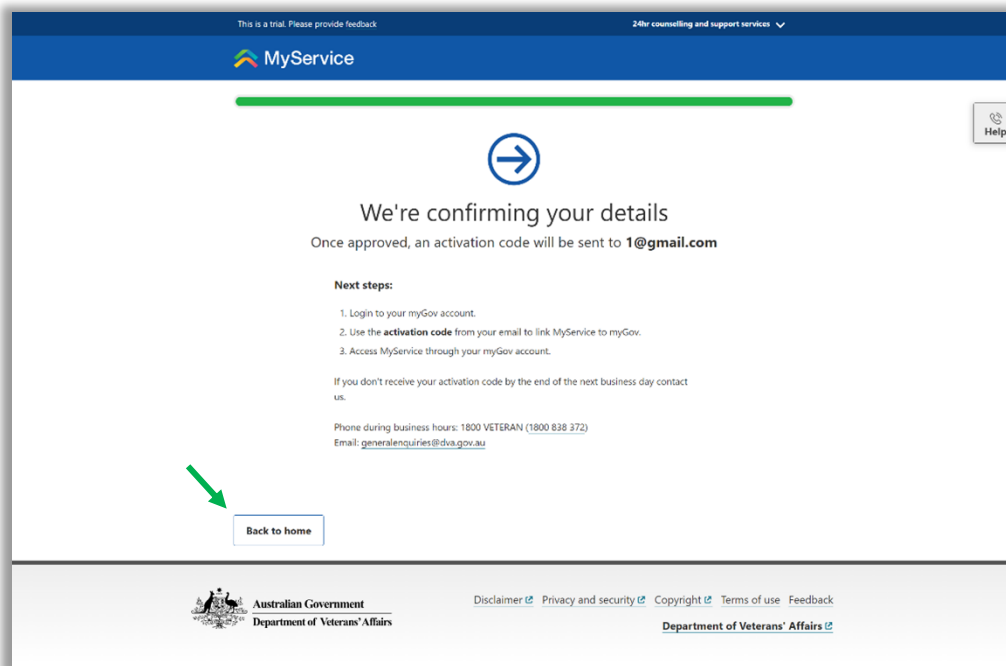 This is a trial. Please provide feedback
24hr counselling and support services
MyService
Help
We're confirming your details
Once approved, an activation code will be sent to 1@gmail.com
Next steps:
1. Login to your myGov account.
2. Use the activation code from your email to link MyService to myGov.
3. Access MyService through your myGov account.
If you don't receive your activation code by the end of the next business day contact
us.
Phone during business hours: 1800 VETERAN (1800 838 372)
Email: generalenquiries@dva.gov.au
Back to home
Australian Government
Department of Veterans' Affairs
Disclaimer Privacy and security Copyright Terms of use Feedback
Department of Veterans' Affairs